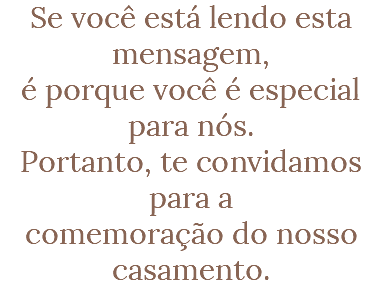 Se você está lendo esta
mensagem,
é porque você é especial
para nós.
Portanto, te convidamos
para a
comemoração do nosso
casamento.